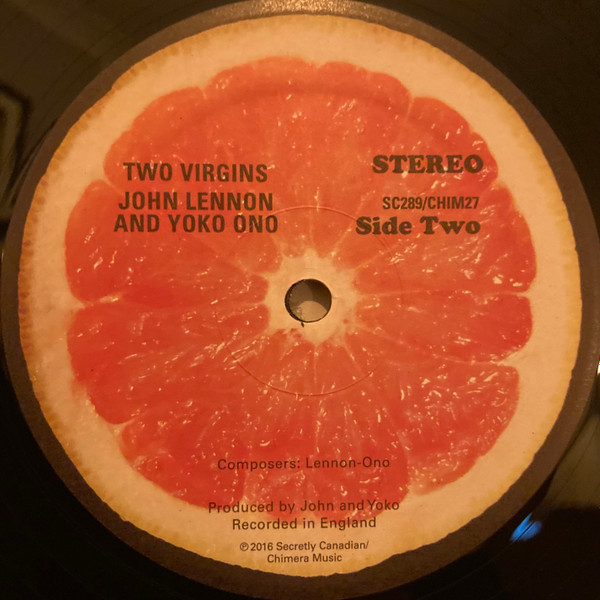 TWO VIRGINS
JOHN LENNON
AND YOKO ONO
STEREO
SC289/CHIM27
Side Two
Composers: Lennon-Ono
Produced by John and Yoko
Recorded in England
℗ 2016 Secretly Canadian/
Chimera Music